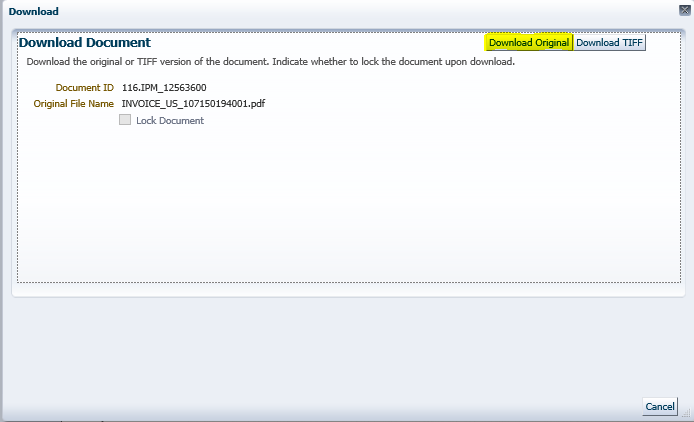 Download
Download Document
Download Original
Download TIFF
Download the original or TIFF version of the document. Indicate whether to lock the document upon download.
Document ID 116.IPM_12563600
Original File Name INVOICE_US_107150194001.pdf
Lock Document
Cancel